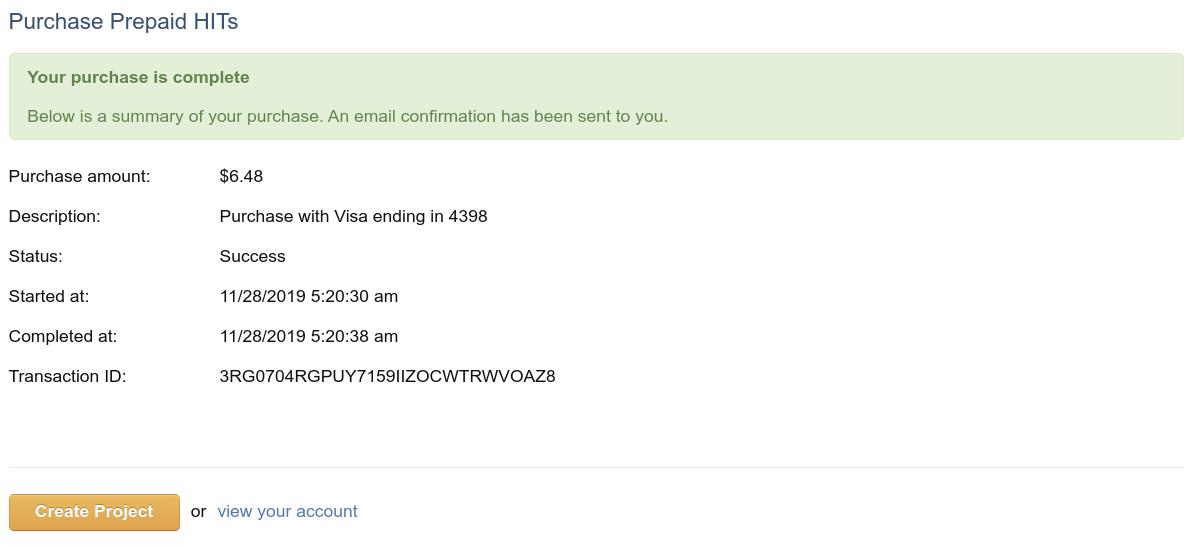 Purchase Prepaid HITs
Your purchase is complete
Below is a summary of your purchase. An email confirmation has been sent to you.
Purchase amount: $6.48
Description: Purchase with Visa ending in 4398
Status: Success
Started at: 11/28/2019 5:20:30 am
Completed at: 11/28/2019 5:20:38 am
Transaction ID: 3RG0704RGPUY7159IIZOCWTRWVOAZ8
Create Project or view your account